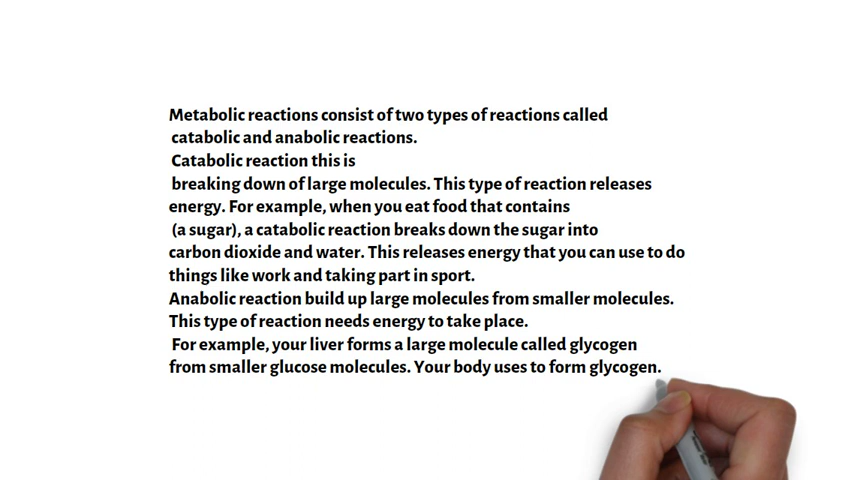 Metabolic reactions consist of two types of reactions called
catabolic and anabolic reactions.
Catabolic reaction this is
breaking down of large molecules. This type of reaction releases
energy. For example, when you eat food that contains
(a sugar), a catabolic reaction breaks down the sugar into
carbon dioxide and water. This releases energy that you can use to do
things like work and taking part in sport.
Anabolic reaction build up large molecules from smaller molecules.
This type of reaction needs energy to take place.
For example, your liver forms a large molecule called glycogen
from smaller glucose molecules. Your body uses to form glycogen.